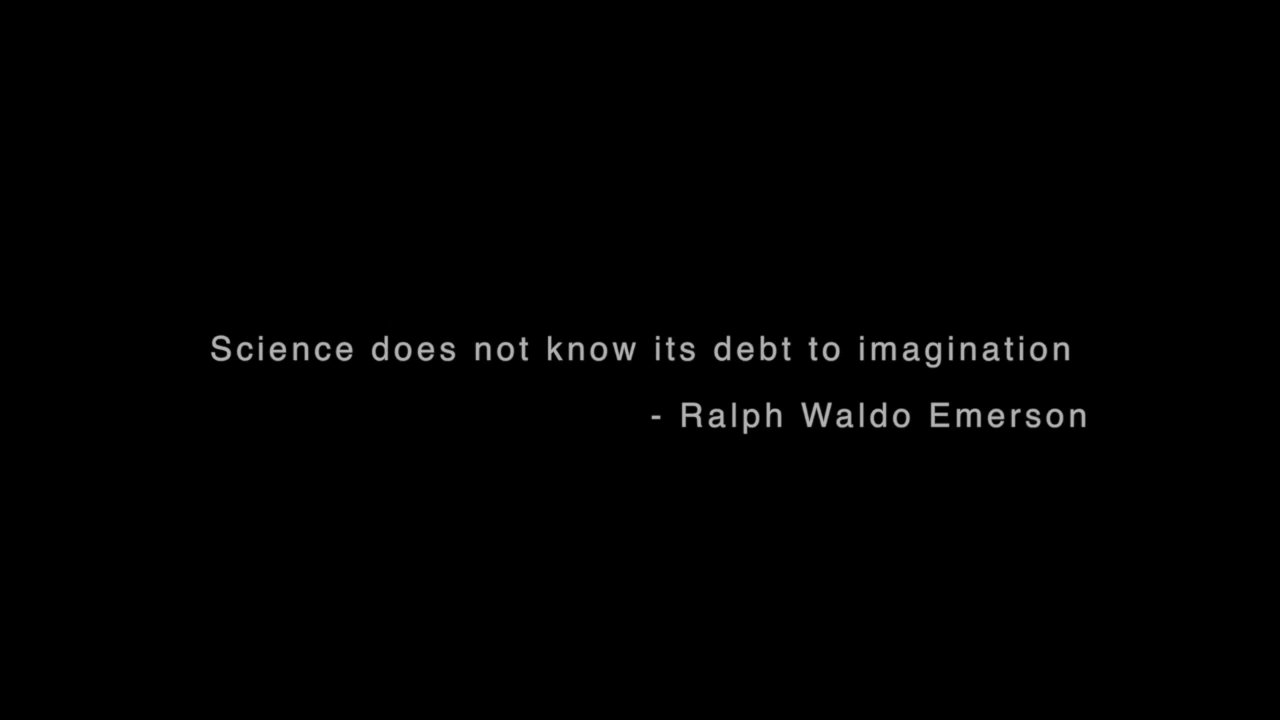 Science does not know its debt to imagination
- Ralph Waldo Emerson